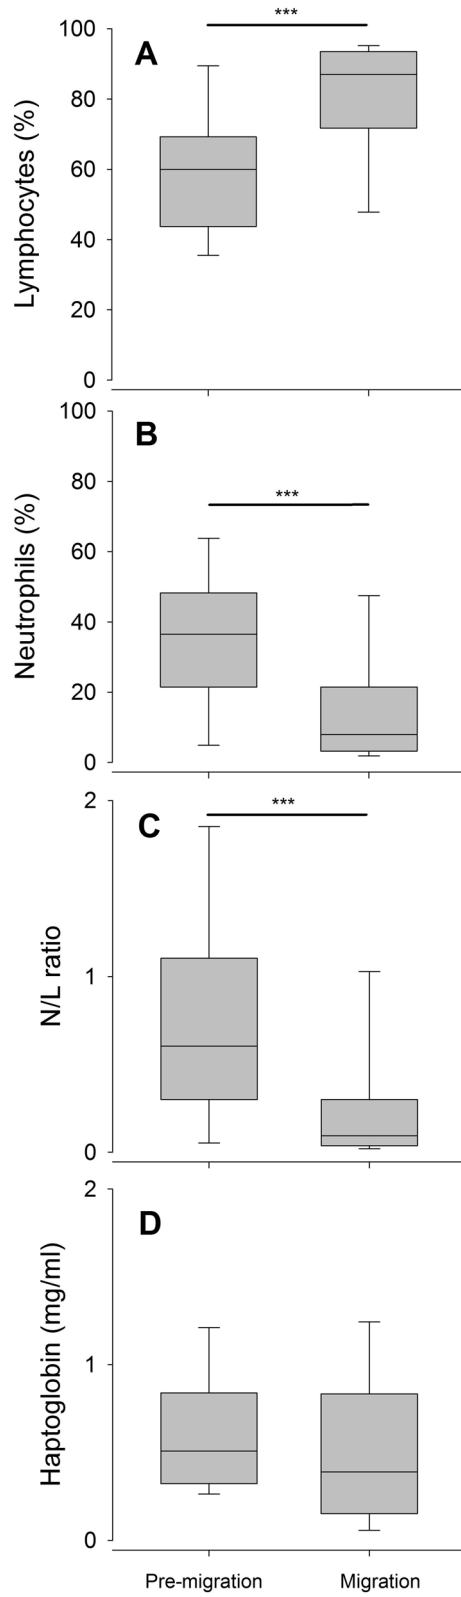 ***
100
A
80
Lymphocytes (%)
60
40
20
0
100
B
80
***
Neutrophils (%)
60
40
20
0
2
***
C
N/L ratio
1
0
2
D
Haptoglobin (mg/ml)
1
0
Pre-migration Migration